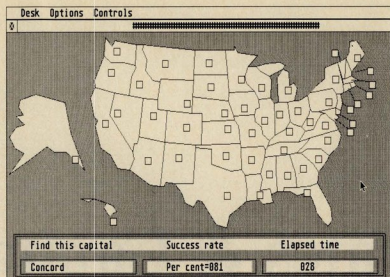 Desk Options Controls
Find this capital Success rate Elapsed time
Concord Per cent=081 028